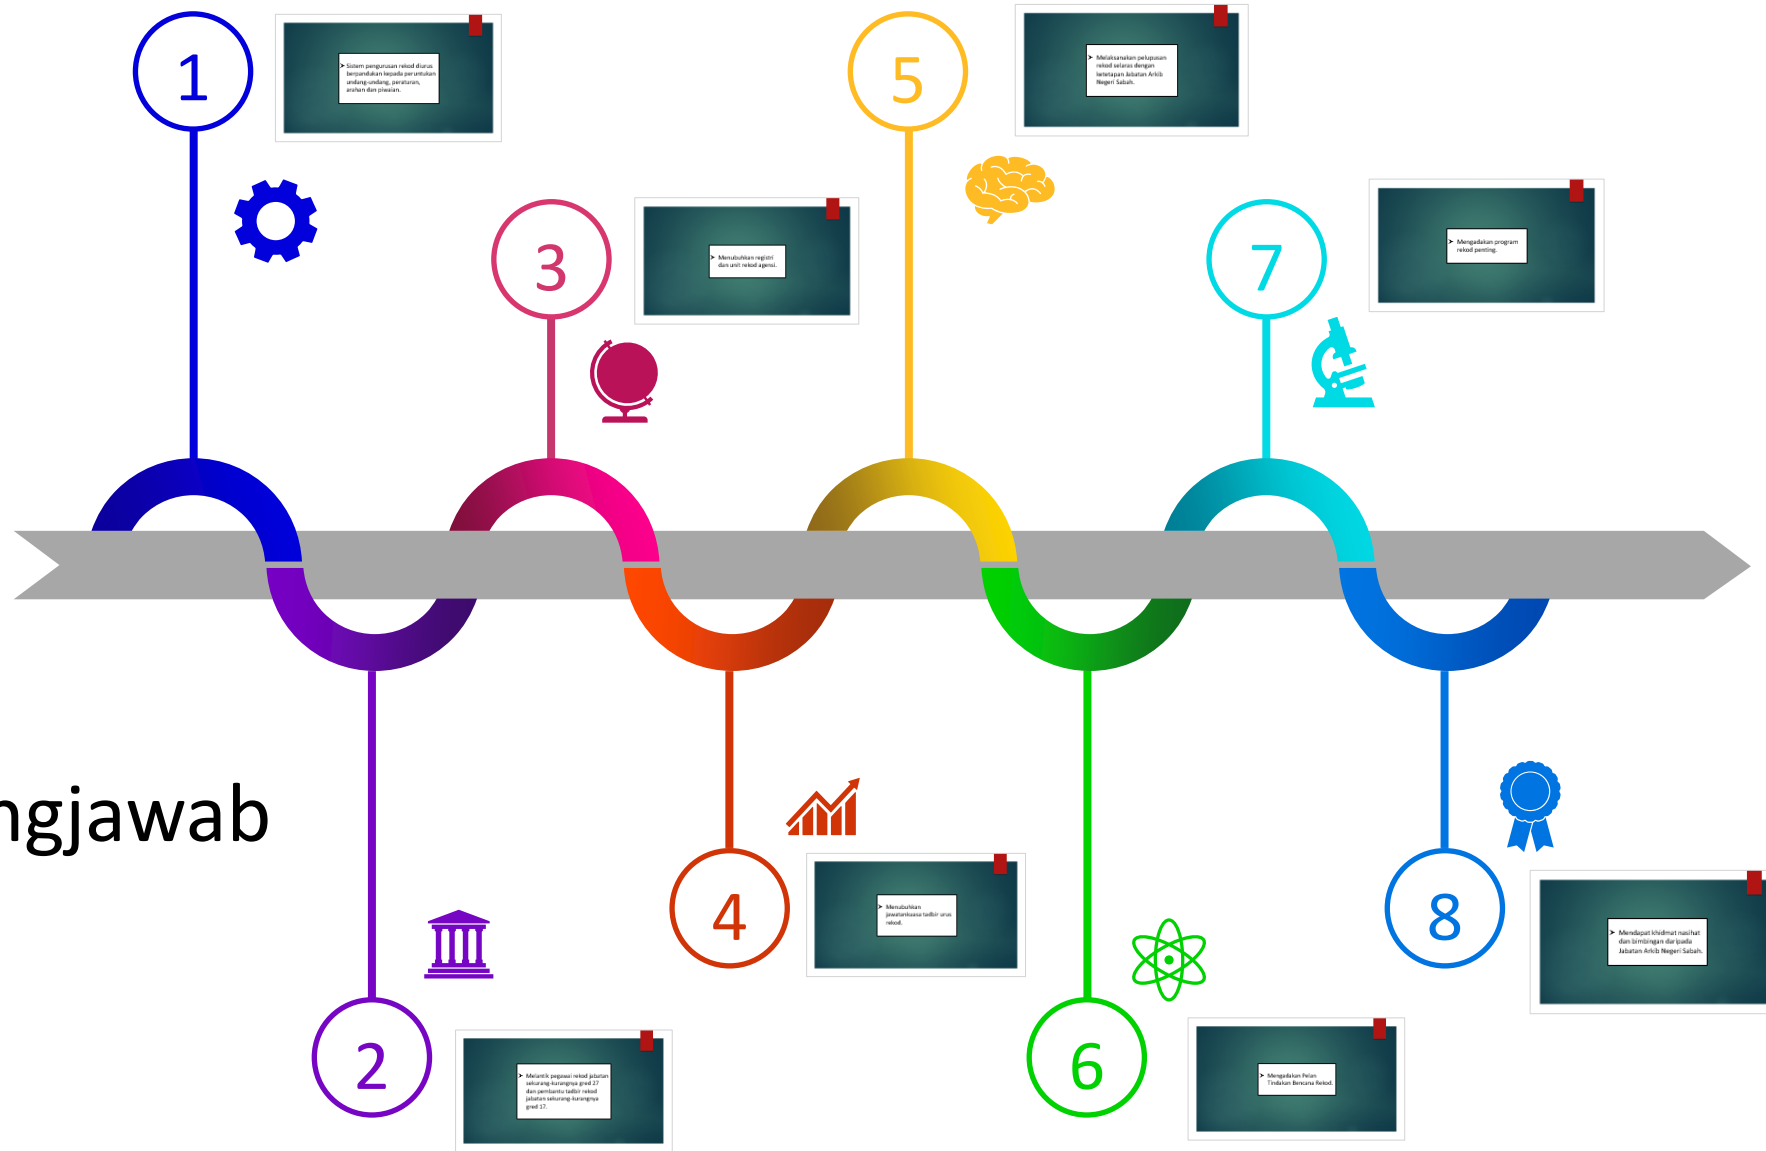 1
➤ Sistem pengurusan rekod diurus
berpandukan kepada peruntukan
undang-undang, peraturan,
arahan dan piwaian.
5
➤ Melaksanakan pelupusan
rekod selaras dengan
ketetapan Jabatan Arkib
Negeri Sabah.
3
➤ Menubuhkan registri
dan unit rekod agensi.
7
➤ Mengadakan program
rekod penting.
ngjawab
4
➤ Menubuhkan
jawatankuasa tadbir urus
rekod.
8
➤ Mendapat khidmat nasihat
dan bimbingan daripada
Jabatan Arkib Negeri Sabah.
2
➤ Melantik pegawai rekod jabatan
sekurang-kurangnya gred 27
dan pembantu tadbir rekod
jabatan sekurang-kurangnya
gred 17.
6
➤ Mengadakan Pelan
Tindakan Bencana Rekod.